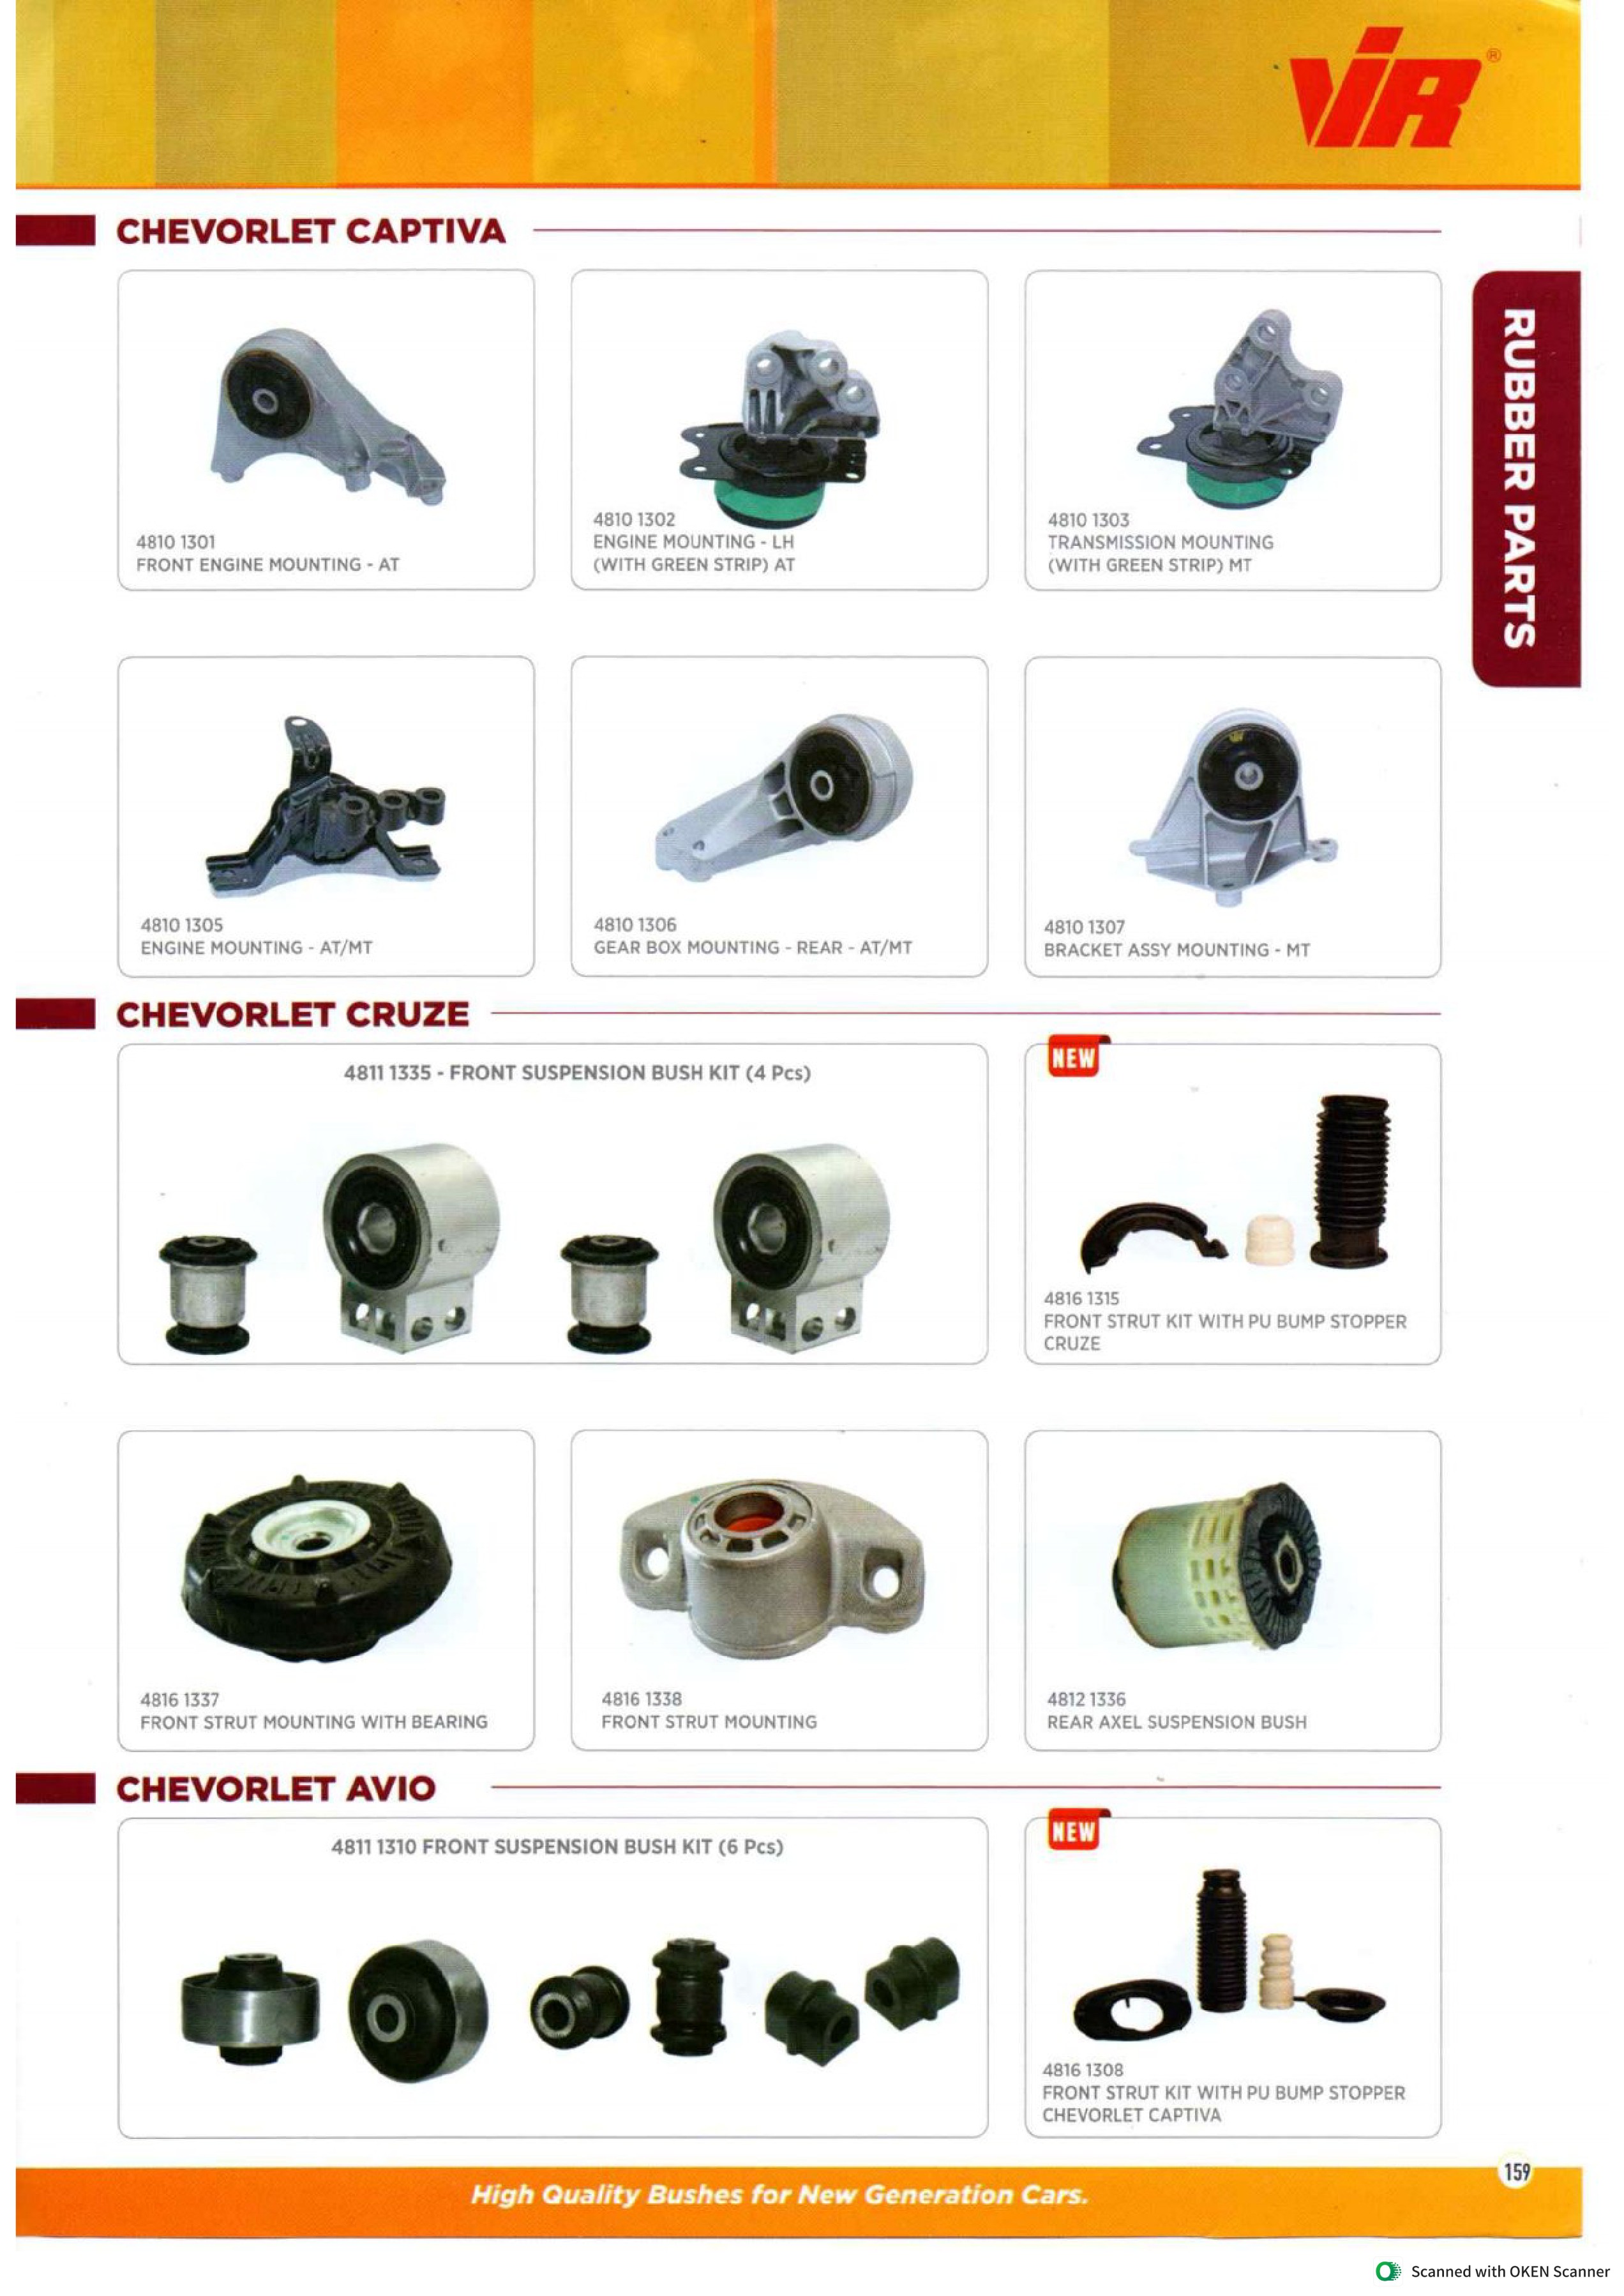 ViR®
CHEVORLET CAPTIVA
RUBBER PARTS
4810 1301
FRONT ENGINE MOUNTING - AT
4810 1302
ENGINE MOUNTING - LH
(WITH GREEN STRIP) AT
4810 1303
TRANSMISSION MOUNTING
(WITH GREEN STRIP) MT
4810 1305
ENGINE MOUNTING - AT/MT
4810 1306
GEAR BOX MOUNTING - REAR - AT/MT
4810 1307
BRACKET ASSY MOUNTING - MT
CHEVORLET CRUZE
4811 1335 - FRONT SUSPENSION BUSH KIT (4 Pcs)
NEW
4816 1315
FRONT STRUT KIT WITH PU BUMP STOPPER
CRUZE
4816 1337
FRONT STRUT MOUNTING WITH BEARING
4816 1338
FRONT STRUT MOUNTING
4812 1336
REAR AXEL SUSPENSION BUSH
CHEVORLET AVIO
4811 1310 FRONT SUSPENSION BUSH KIT (6 Pcs)
NEW
4816 1308
FRONT STRUT KIT WITH PU BUMP STOPPER
CHEVORLET CAPTIVA
159
High Quality Bushes for New Generation Cars.
Scanned with OKEN Scanner